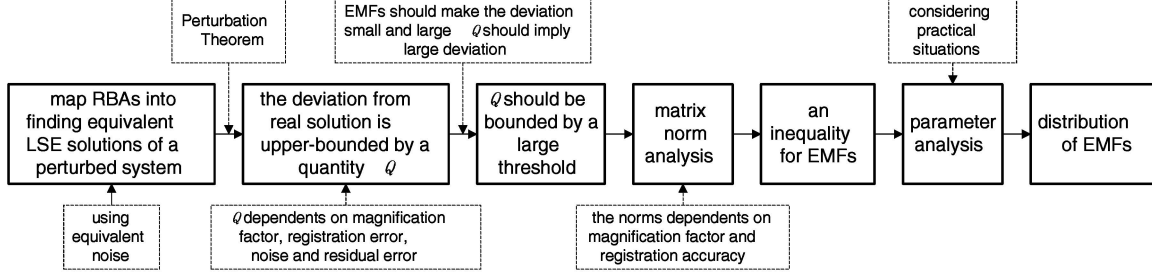 Perturbation
Theorem
EMFs should make the deviation
small and large Q should imply
large deviation
considering
practical
situations
map RBAs into
finding equivalent
LSE solutions of a
perturbed system
the deviation from
real solution is
upper-bounded by a
quantity Q
Q should be
bounded by a
large
threshold
matrix
norm
analysis
an
inequality
for EMFs
parameter
analysis
distribution
of EMFs
using
equivalent
noise
Q dependents on magnification
factor, registration error,
noise and residual error
the norms dependents on
magnification factor and
registration accuracy